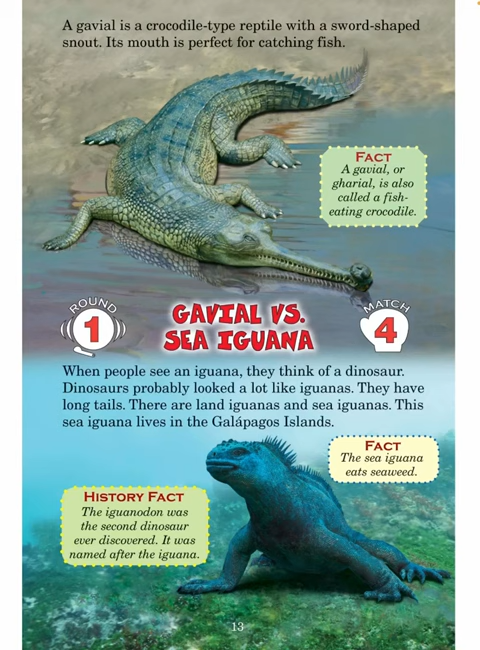 A gavial is a crocodile-type reptile with a sword-shaped
snout. Its mouth is perfect for catching fish.
FACT
A gavial, or
gharial, is also
called a fish-
eating crocodile.
ROUND
1
GAVIAL VS.
SEA IGUANA
MATCH
4
When people see an iguana, they think of a dinosaur.
Dinosaurs probably looked a lot like iguanas. They have
long tails. There are land iguanas and sea iguanas. This
sea iguana lives in the Galápagos Islands.
FACT
The sea iguana
eats seaweed.
HISTORY FACT
The iguanodon was
the second dinosaur
ever discovered. It was
named after the iguana.
13